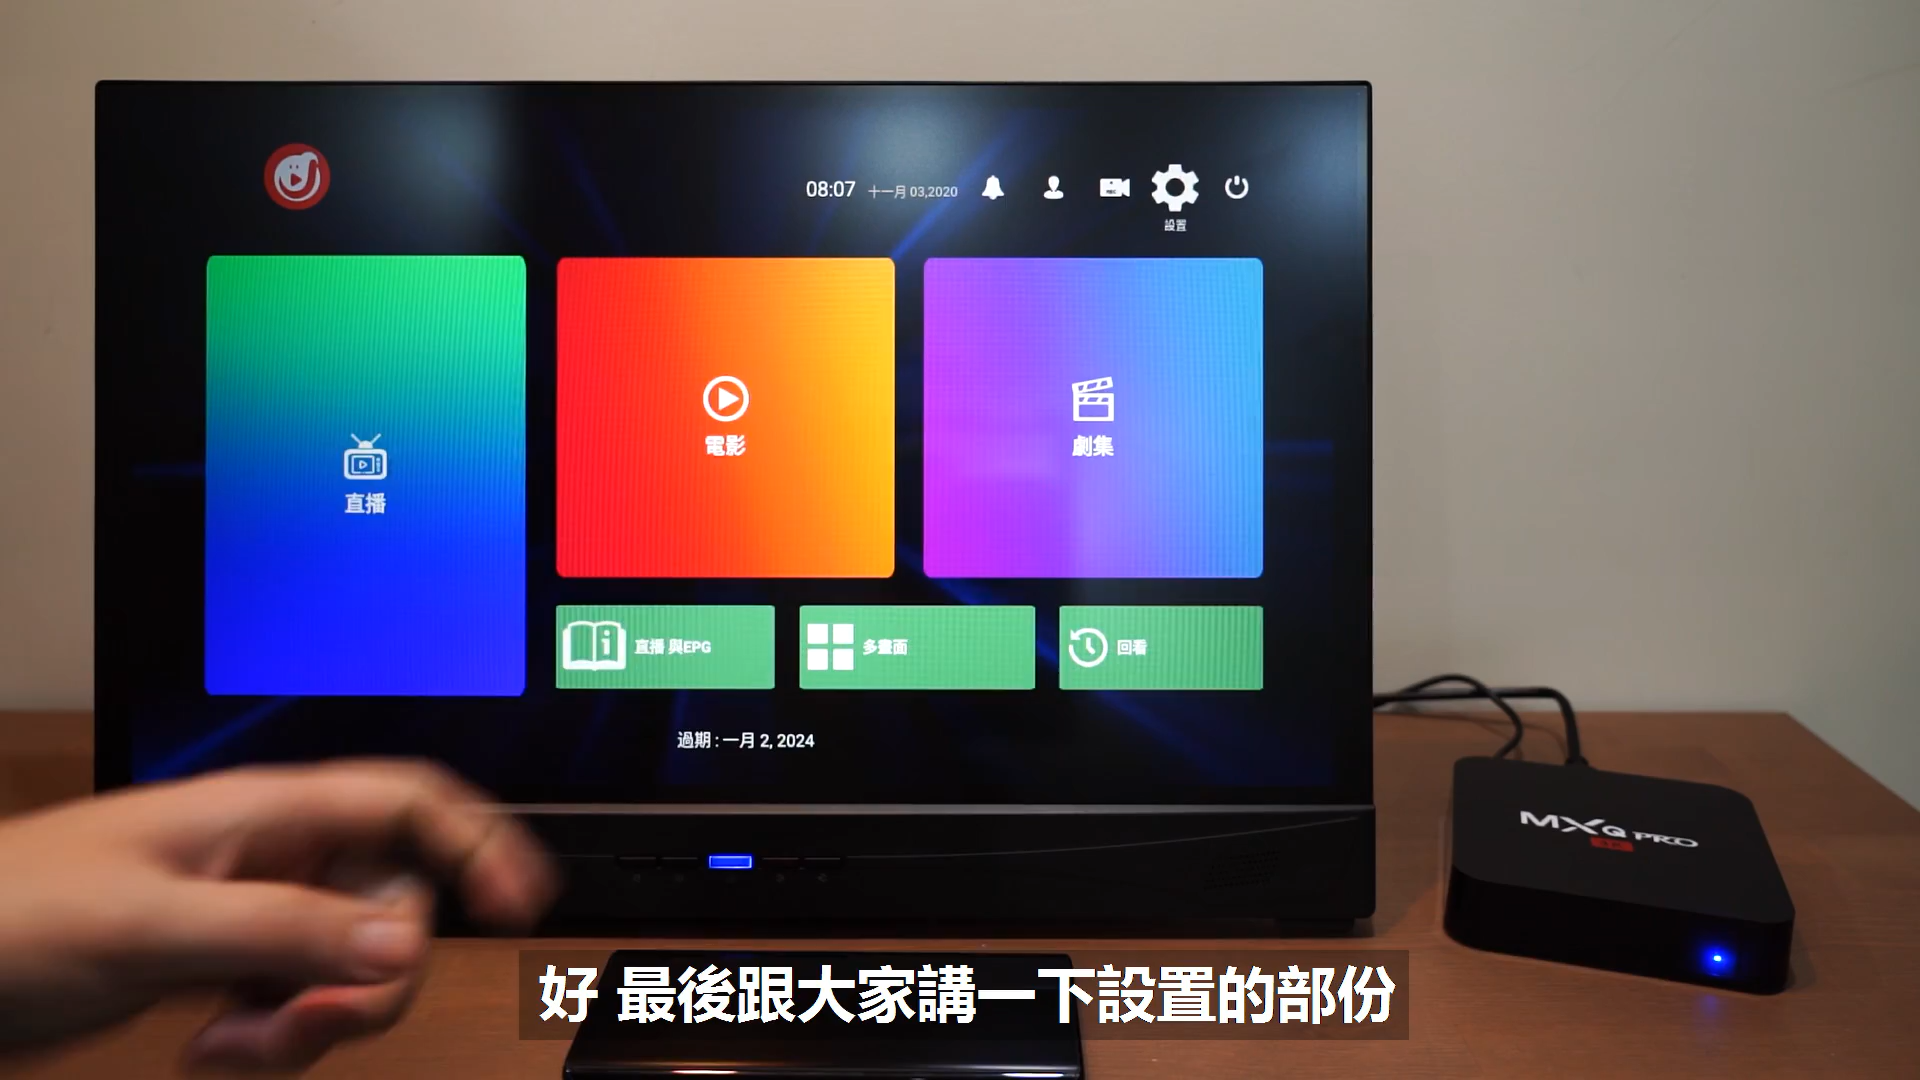 08:07 十一月 03,2020
設置
直播
電影
劇集
直播 與EPG
多畫面
回看
過期 : 一月 2, 2024
MXQ PRO
4K
好 最後跟大家講一下設置的部份